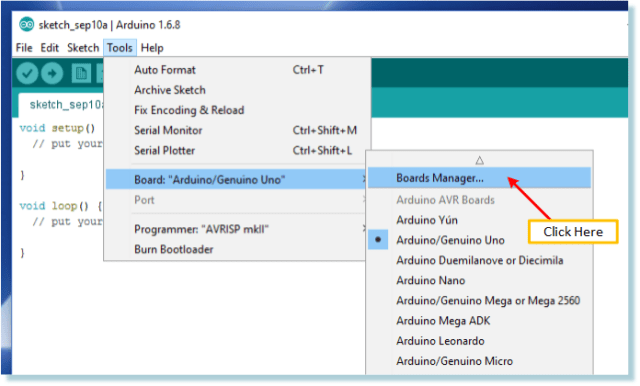 sketch_sep10a | Arduino 1.6.8
File Edit Sketch Tools Help
Auto Format Ctrl+T
Archive Sketch
Fix Encoding & Reload
Serial Monitor Ctrl+Shift+M
Serial Plotter Ctrl+Shift+L
Board: "Arduino/Genuino Uno"
Port
Programmer: "AVRISP mkII"
Burn Bootloader
sketch_sep10a
void setup()
// put your
}
void loop() {
// put your
}
Boards Manager...
Arduino AVR Boards
Arduino Yún
Arduino/Genuino Uno
Arduino Duemilanove or Diecimila
Arduino Nano
Arduino/Genuino Mega or Mega 2560
Arduino Mega ADK
Arduino Leonardo
Arduino/Genuino Micro
Click Here